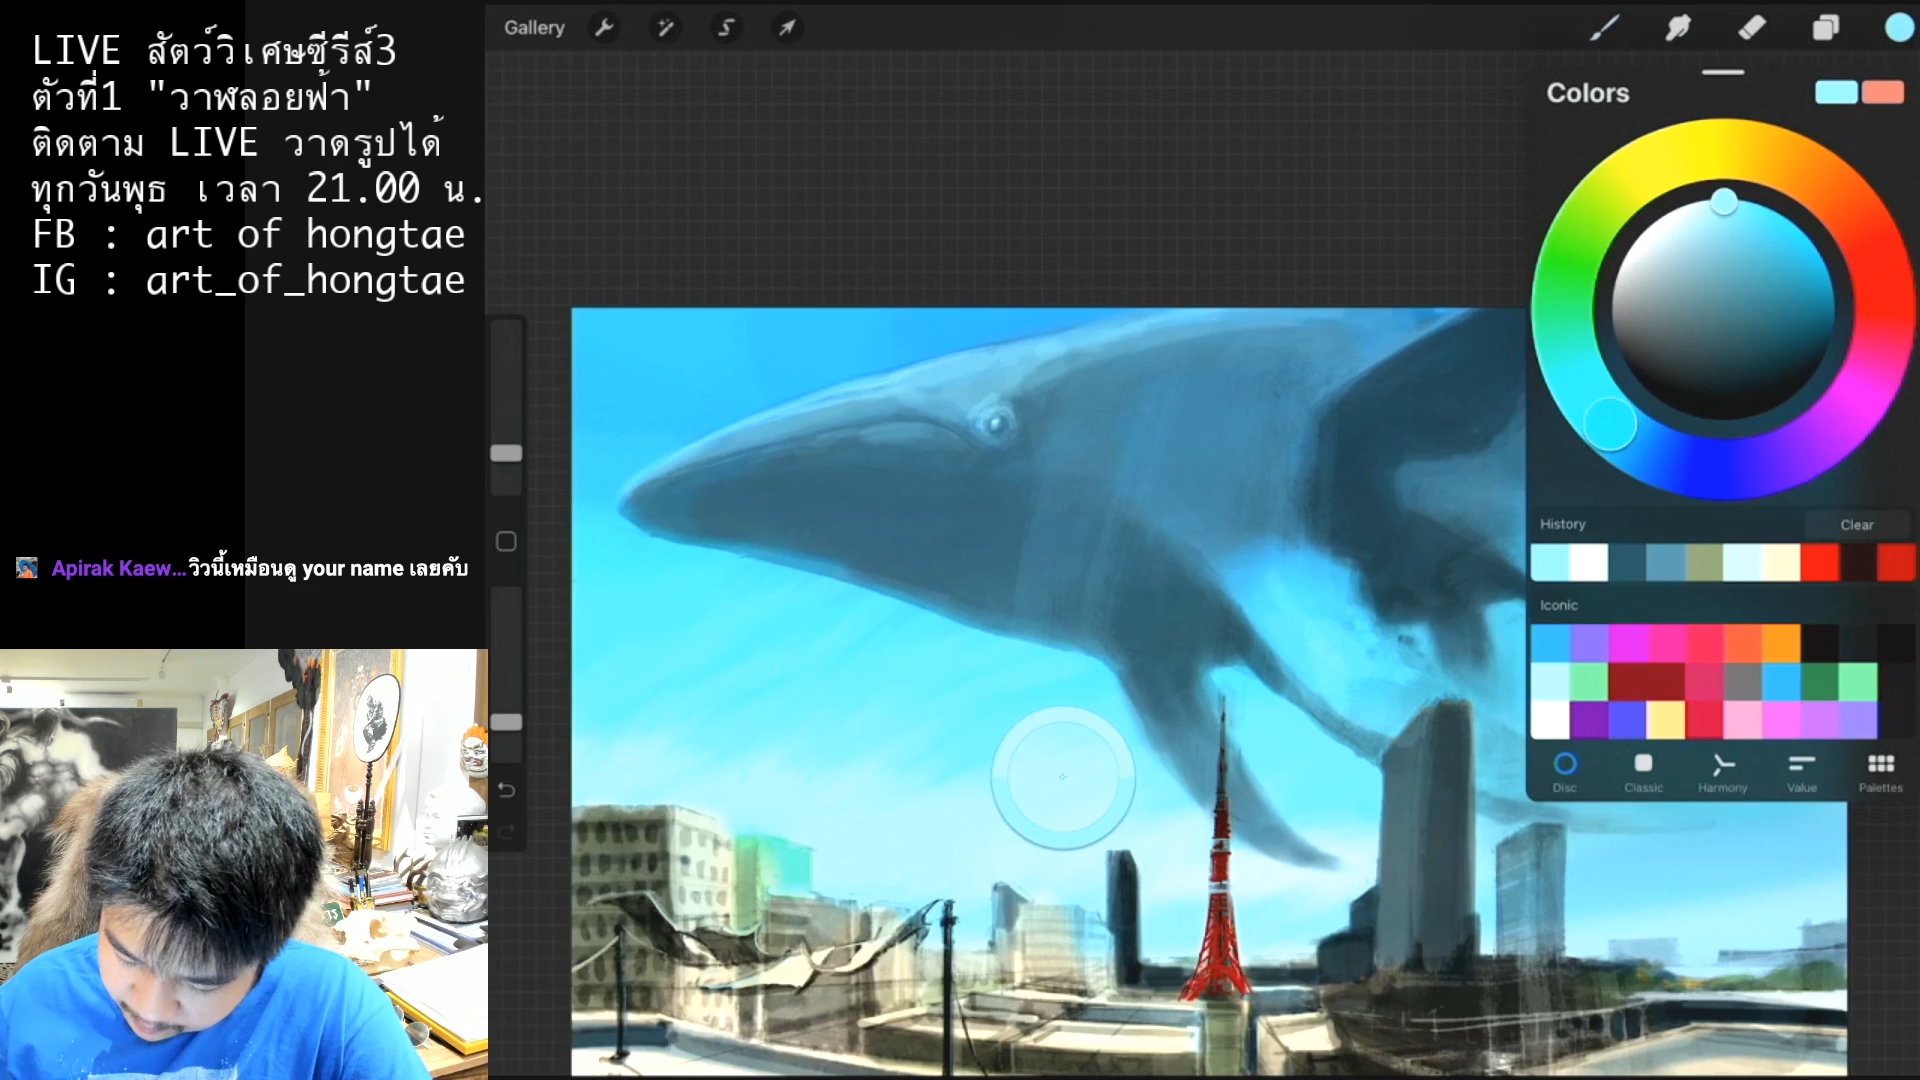 LIVE สัตว์วิเศษซีรีส์3
ตัวที่1 "วาฬลอยฟ้า"
ติดตาม LIVE วาดรูปได้
ทุกวันพุธ เวลา 21.00 น.
FB : art of hongtae
IG : art_of_hongtae
Apirak Kaew... วิวนี้เหมือนดู your name เลยคับ
Gallery
Colors
History
Clear
Iconic
Disc
Classic
Harmony
Value
Palettes